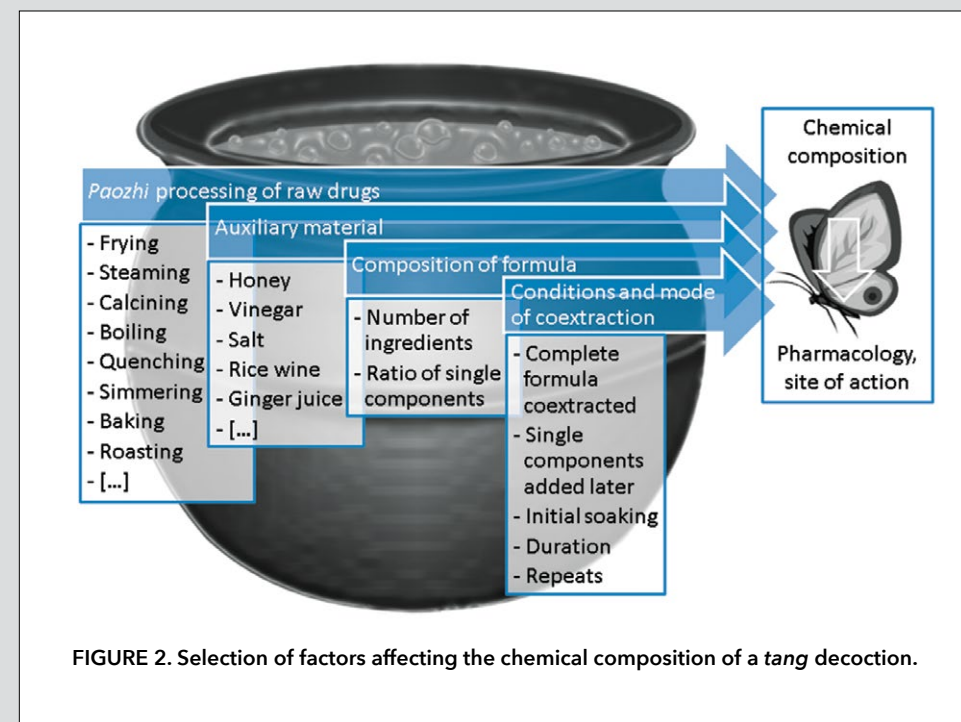 Paozhi processing of raw drugs
- Frying
- Steaming
- Calcining
- Boiling
- Quenching
- Simmering
- Baking
- Roasting
- [...]
Auxiliary material
- Honey
- Vinegar
- Salt
- Rice wine
- Ginger juice
- [...]
Composition of formula
- Number of
ingredients
- Ratio of single
components
Conditions and mode
of coextraction
- Complete
formula
coextracted
- Single
components
added later
- Initial soaking
- Duration
- Repeats
Chemical
composition
Pharmacology,
site of action
FIGURE 2. Selection of factors affecting the chemical composition of a tang decoction.